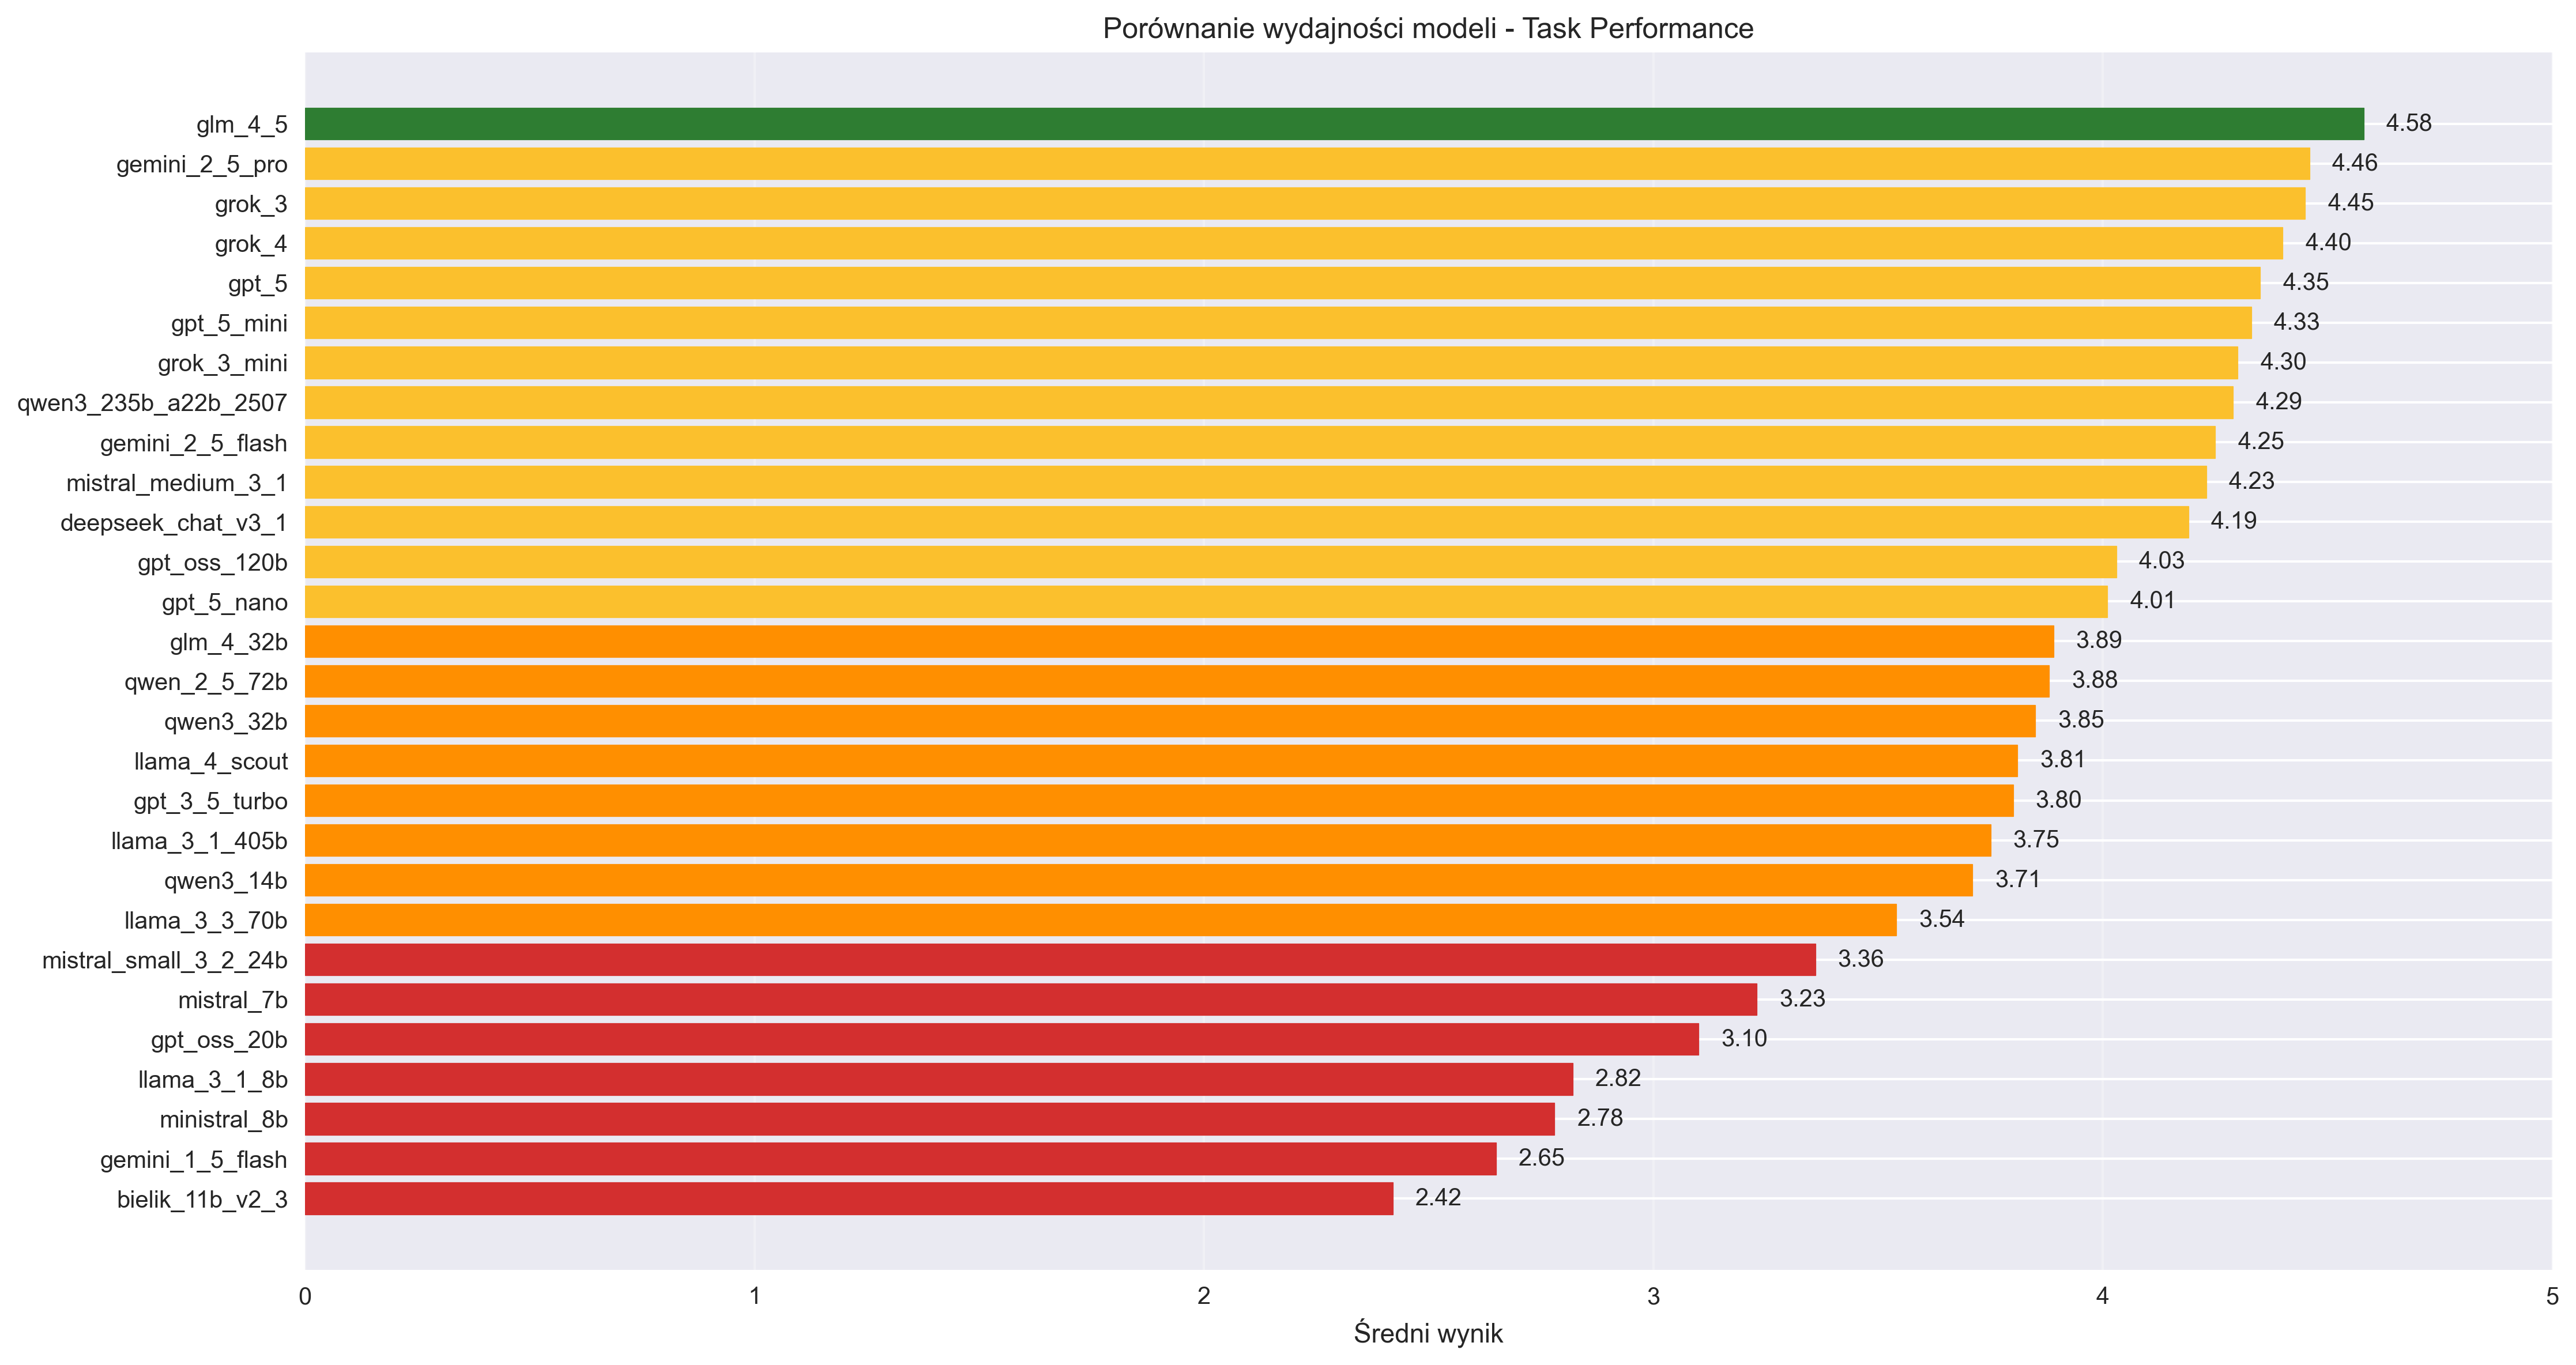 Porównanie wydajności modeli - Task Performance
glm_4_5 4.58
gemini_2_5_pro 4.46
grok_3 4.45
grok_4 4.40
gpt_5 4.35
gpt_5_mini 4.33
grok_3_mini 4.30
qwen3_235b_a22b_2507 4.29
gemini_2_5_flash 4.25
mistral_medium_3_1 4.23
deepseek_chat_v3_1 4.19
gpt_oss_120b 4.03
gpt_5_nano 4.01
glm_4_32b 3.89
qwen_2_5_72b 3.88
qwen3_32b 3.85
llama_4_scout 3.81
gpt_3_5_turbo 3.80
llama_3_1_405b 3.75
qwen3_14b 3.71
llama_3_3_70b 3.54
mistral_small_3_2_24b 3.36
mistral_7b 3.23
gpt_oss_20b 3.10
llama_3_1_8b 2.82
ministral_8b 2.78
gemini_1_5_flash 2.65
bielik_11b_v2_3 2.42
0 1 2 3 4 5
Średni wynik